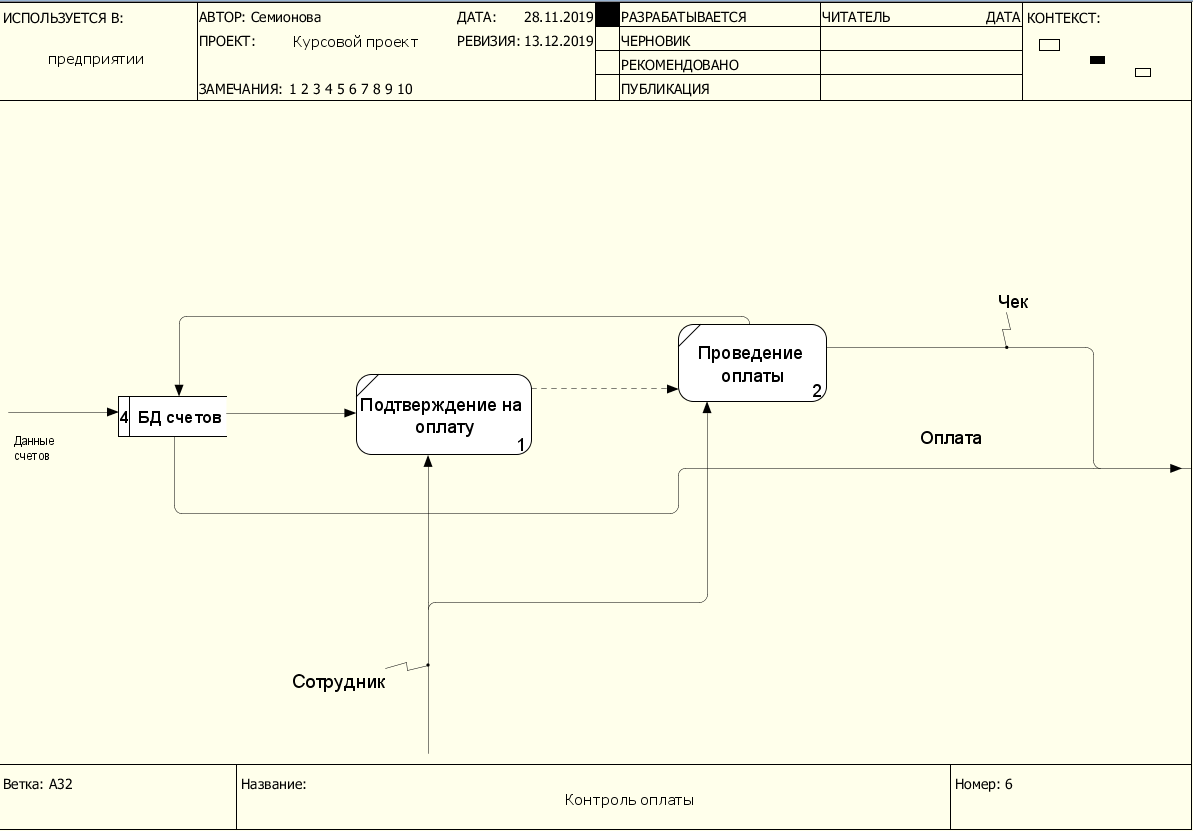 ИСПОЛЬЗУЕТСЯ В:
предприятии
АВТОР: Семионова
ДАТА: 28.11.2019
ПРОЕКТ: Курсовой проект
РЕВИЗИЯ: 13.12.2019
ЗАМЕЧАНИЯ: 1 2 3 4 5 6 7 8 9 10
РАЗРАБАТЫВАЕТСЯ
ЧЕРНОВИК
РЕКОМЕНДОВАНО
ПУБЛИКАЦИЯ
ЧИТАТЕЛЬ
ДАТА
КОНТЕКСТ:
Чек
Проведение
оплаты
2
4 БД счетов
Подтверждение на
оплату
1
Данные
счетов
Оплата
Сотрудник
Ветка: A32
Название:
Контроль оплаты
Номер: 6